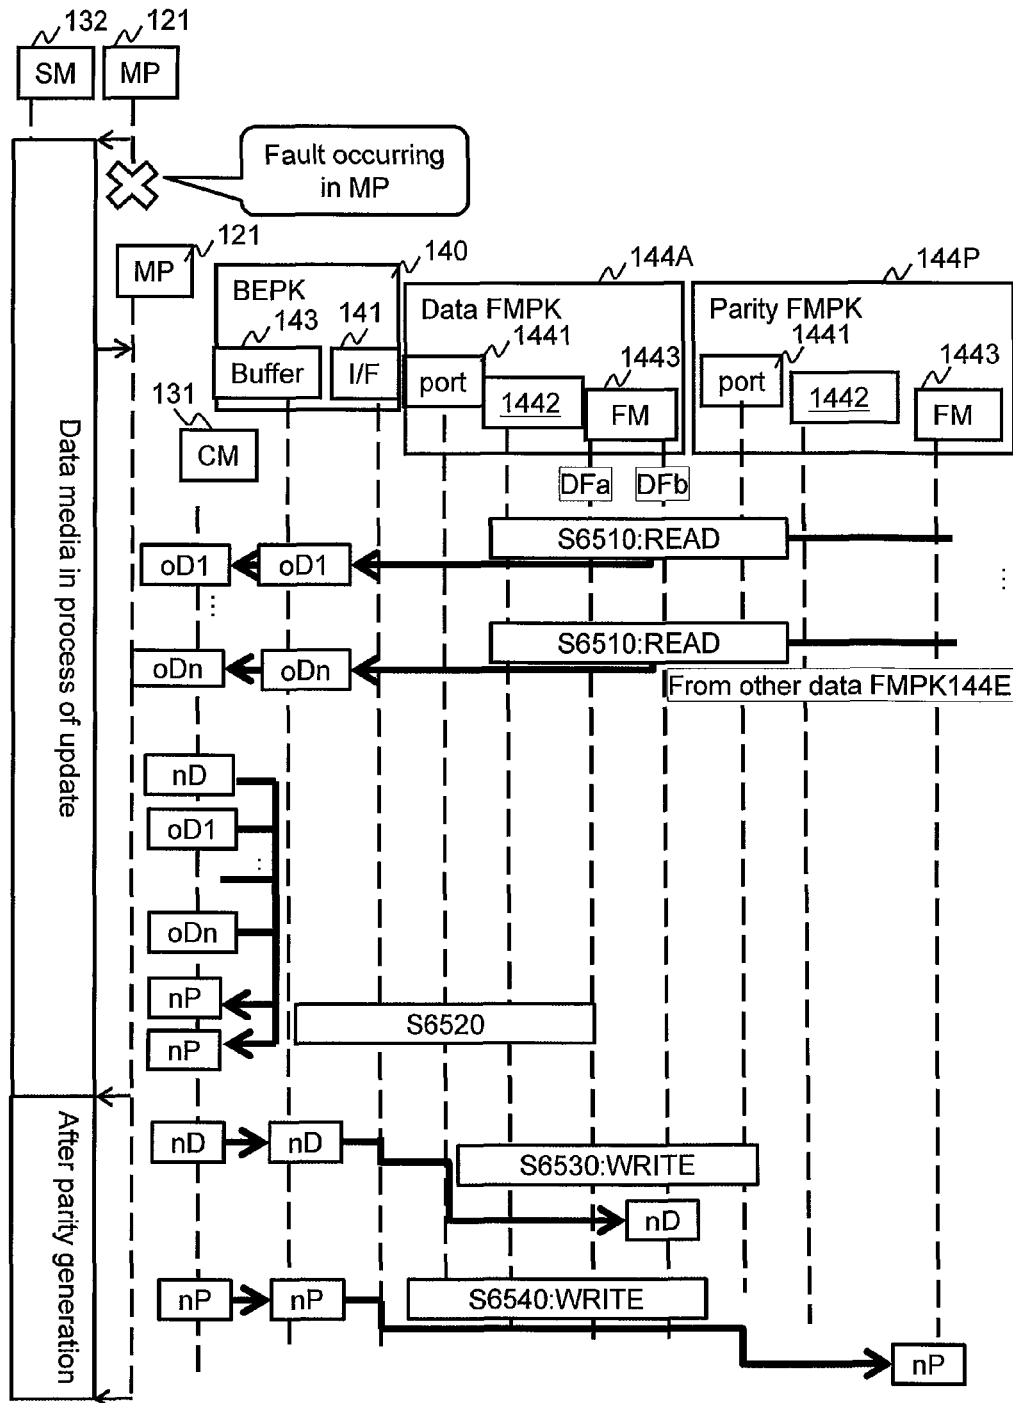 132
121
SM
MP
Fault occurring
in MP
121
MP
140
BEPK
143
141
Buffer
I/F
144A
Data FMPK
1441
1443
port
1442
FM
144P
Parity FMPK
1441
1443
port
1442
FM
131
CM
DFa
DFb
S6510:READ
oD1
oD1
...
...
S6510:READ
oDn
oDn
From other data FMPK144E
Data media in process of update
nD
oD1
...
oDn
nP
nP
S6520
After parity generation
nD
nD
S6530:WRITE
nD
nP
nP
S6540:WRITE
nP